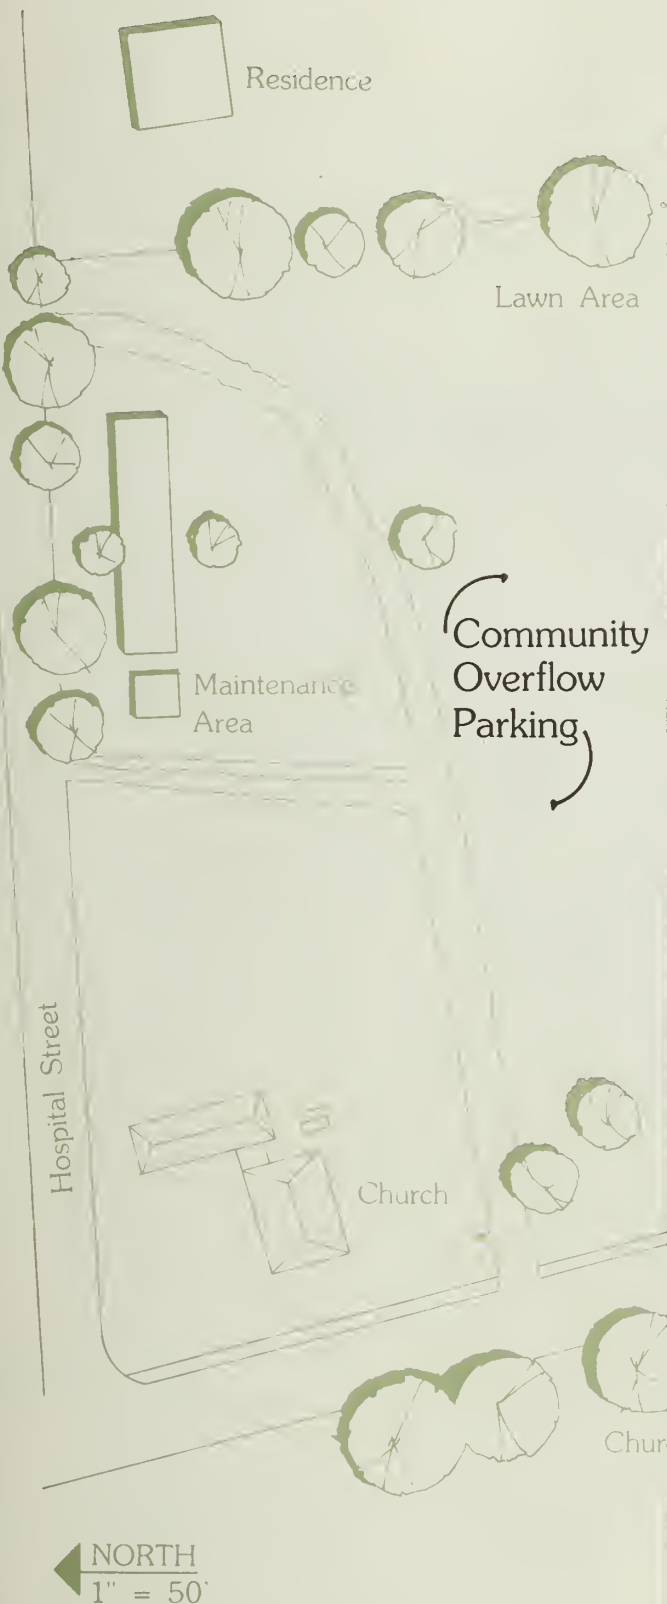 Residence
Lawn Area
Community
Overflow
Parking
Maintenance
Area
Hospital Street
Church
NORTH
1" = 50'